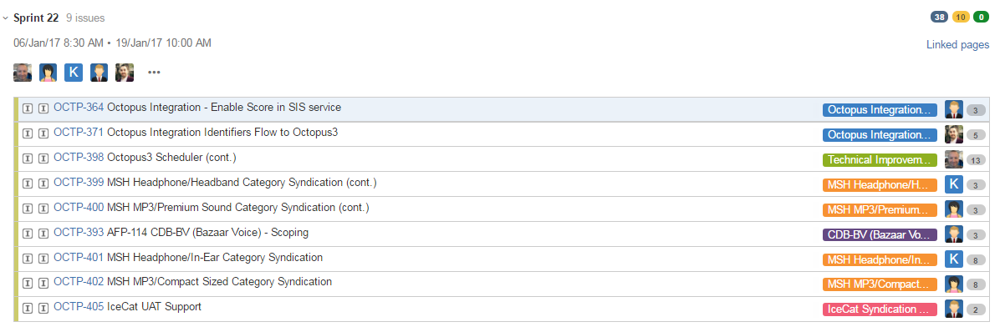 Sprint 22 9 issues 38 10 0
06/Jan/17 8:30 AM • 19/Jan/17 10:00 AM Linked pages
K •••
OCTP-364 Octopus Integration - Enable Score in SIS service Octopus Integration... 3
OCTP-371 Octopus Integration Identifiers Flow to Octopus3 Octopus Integration... 5
OCTP-398 Octopus3 Scheduler (cont.) Technical Improvem... 13
OCTP-399 MSH Headphone/Headband Category Syndication (cont.) MSH Headphone/H... K 3
OCTP-400 MSH MP3/Premium Sound Category Syndication (cont.) MSH MP3/Premium... 3
OCTP-393 AFP-114 CDB-BV (Bazaar Voice) - Scoping CDB-BV (Bazaar Vo... 3
OCTP-401 MSH Headphone/In-Ear Category Syndication MSH Headphone/In... K 8
OCTP-402 MSH MP3/Compact Sized Category Syndication MSH MP3/Compact... 8
OCTP-405 IceCat UAT Support IceCat Syndication ... 2